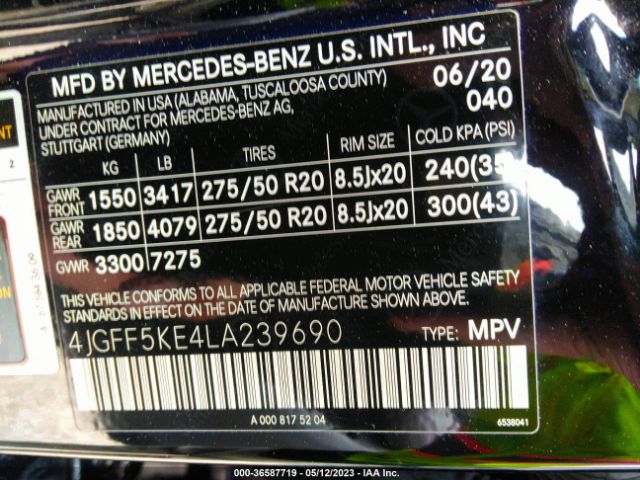 MFD BY MERCEDES-BENZ U.S. INTL., INC
MANUFACTURED IN USA (ALABAMA, TUSCALOOSA COUNTY) 06/20
UNDER CONTRACT FOR MERCEDES-BENZ AG, 040
STUTTGART (GERMANY)
KG LB TIRES RIM SIZE COLD KPA (PSI)
GAWR FRONT 1550 3417 275/50 R20 8.5Jx20 240(35
GAWR REAR 1850 4079 275/50 R20 8.5Jx20 300(43)
GVWR 3300 7275
THIS VEHICLE CONFORMS TO ALL APPLICABLE FEDERAL MOTOR VEHICLE SAFETY
STANDARDS IN EFFECT ON THE DATE OF MANUFACTURE SHOWN ABOVE.
4JGFF5KE4LA239690 TYPE: MPV
A 000 817 52 04 6538041
2
000-36587719 - 05/12/2023 - IAA Inc.